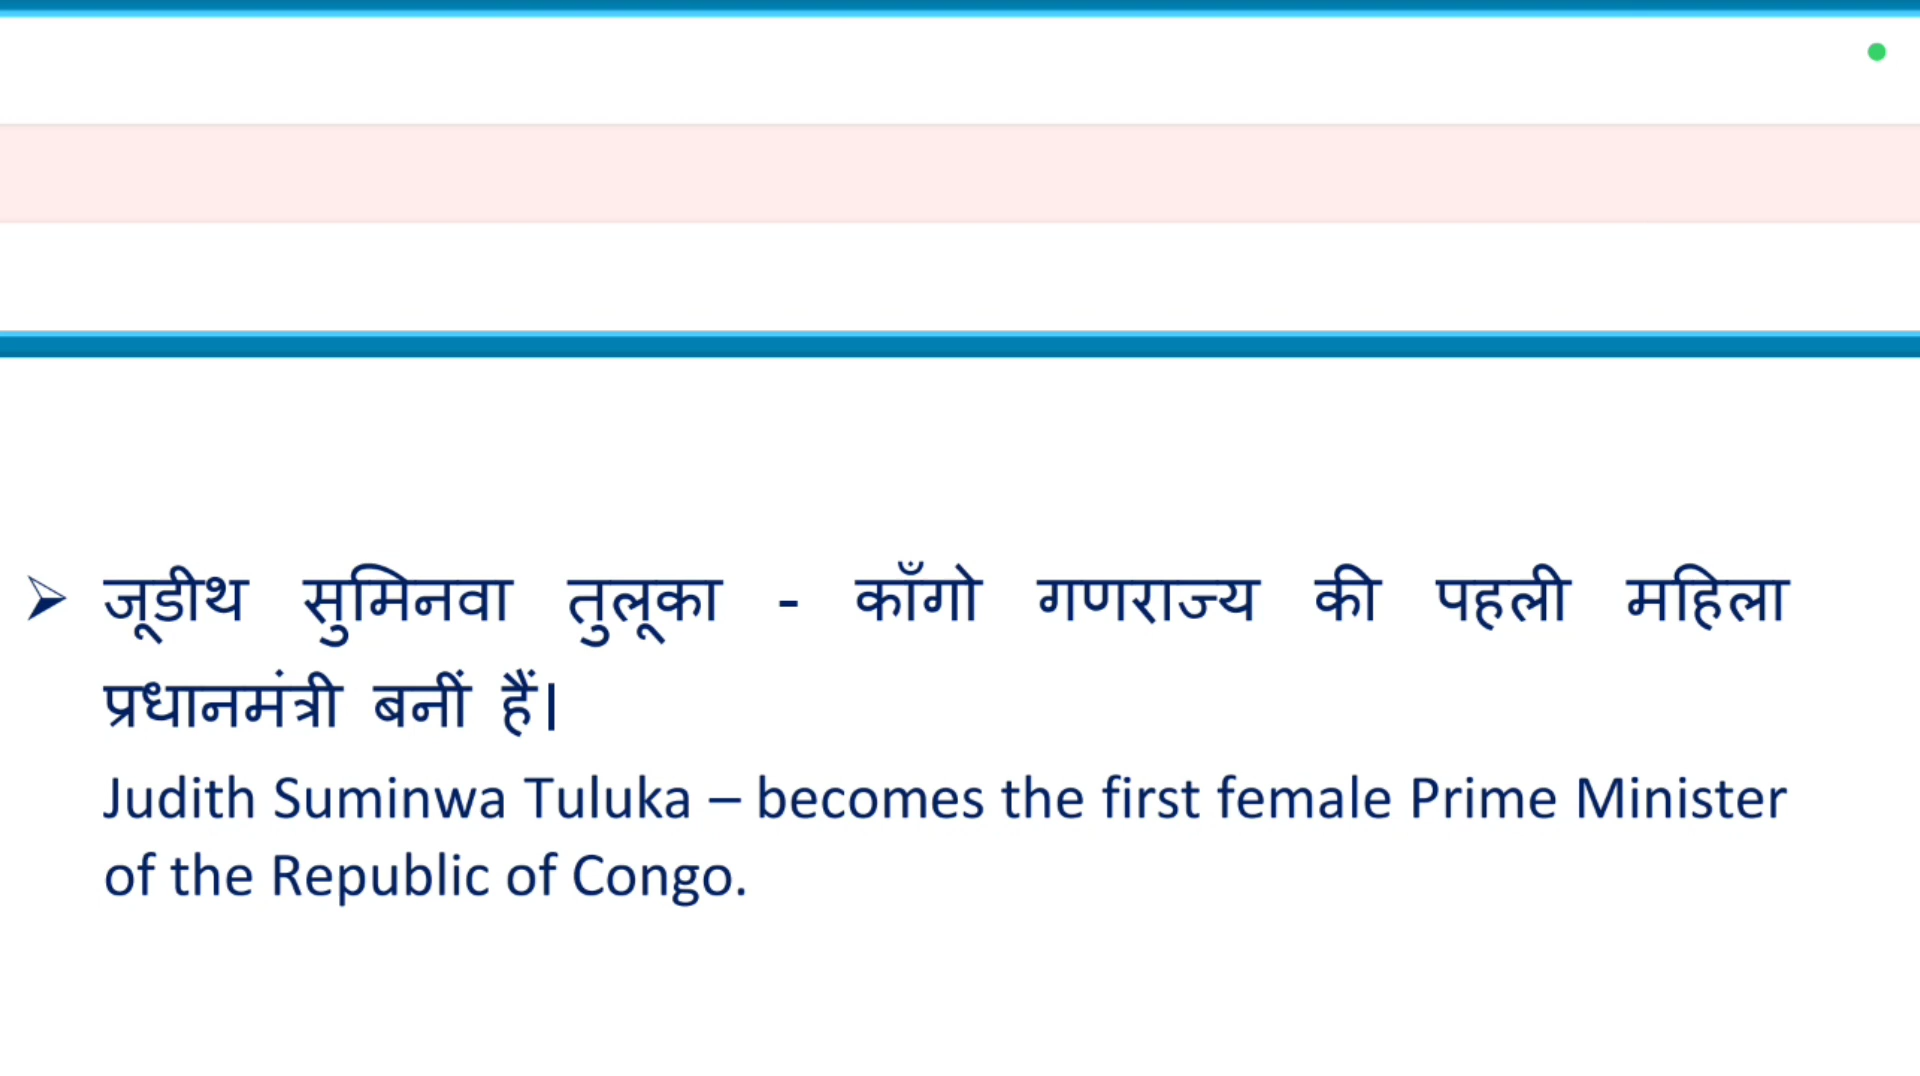 ➢ जूडीथ सुमिनवा तुलूका - काँगो गणराज्य की पहली महिला
प्रधानमंत्री बनीं हैं।
Judith Suminwa Tuluka – becomes the first female Prime Minister
of the Republic of Congo.